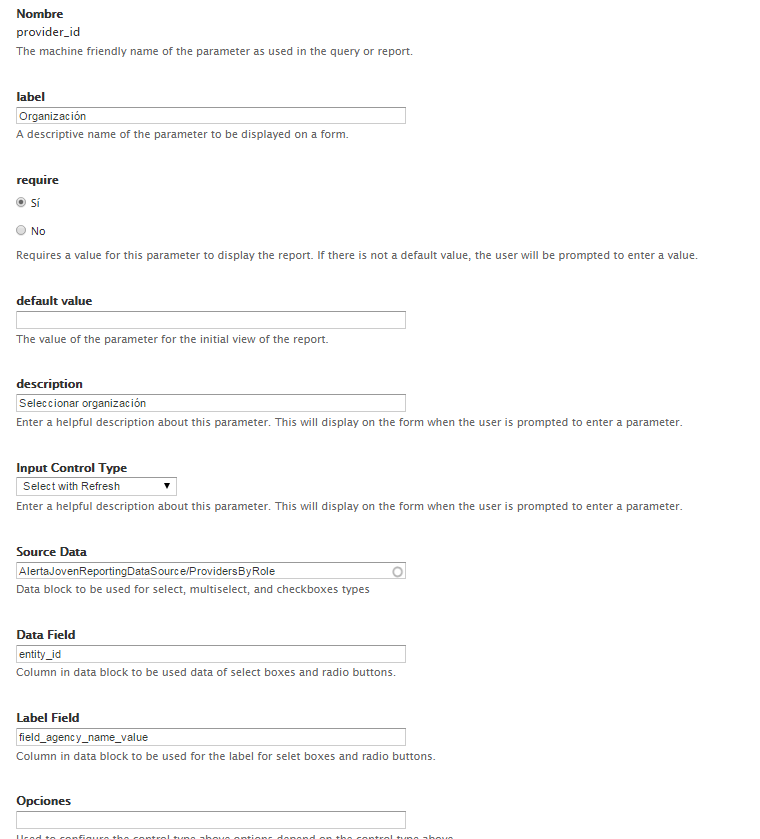 Nombre
provider_id
The machine friendly name of the parameter as used in the query or report.
label
Organización
A descriptive name of the parameter to be displayed on a form.
require
Sí
No
Requires a value for this parameter to display the report. If there is not a default value, the user will be prompted to enter a value.
default value
The value of the parameter for the initial view of the report.
description
Seleccionar organización
Enter a helpful description about this parameter. This will display on the form when the user is prompted to enter a parameter.
Input Control Type
Select with Refresh
Enter a helpful description about this parameter. This will display on the form when the user is prompted to enter a parameter.
Source Data
AlertaJovenReportingDataSource/ProvidersByRole
Data block to be used for select, multiselect, and checkboxes types
Data Field
entity_id
Column in data block to be used data of select boxes and radio buttons.
Label Field
field_agency_name_value
Column in data block to be used for the label for selet boxes and radio buttons.
Opciones
Used to configure the control type above options depend on the control type above